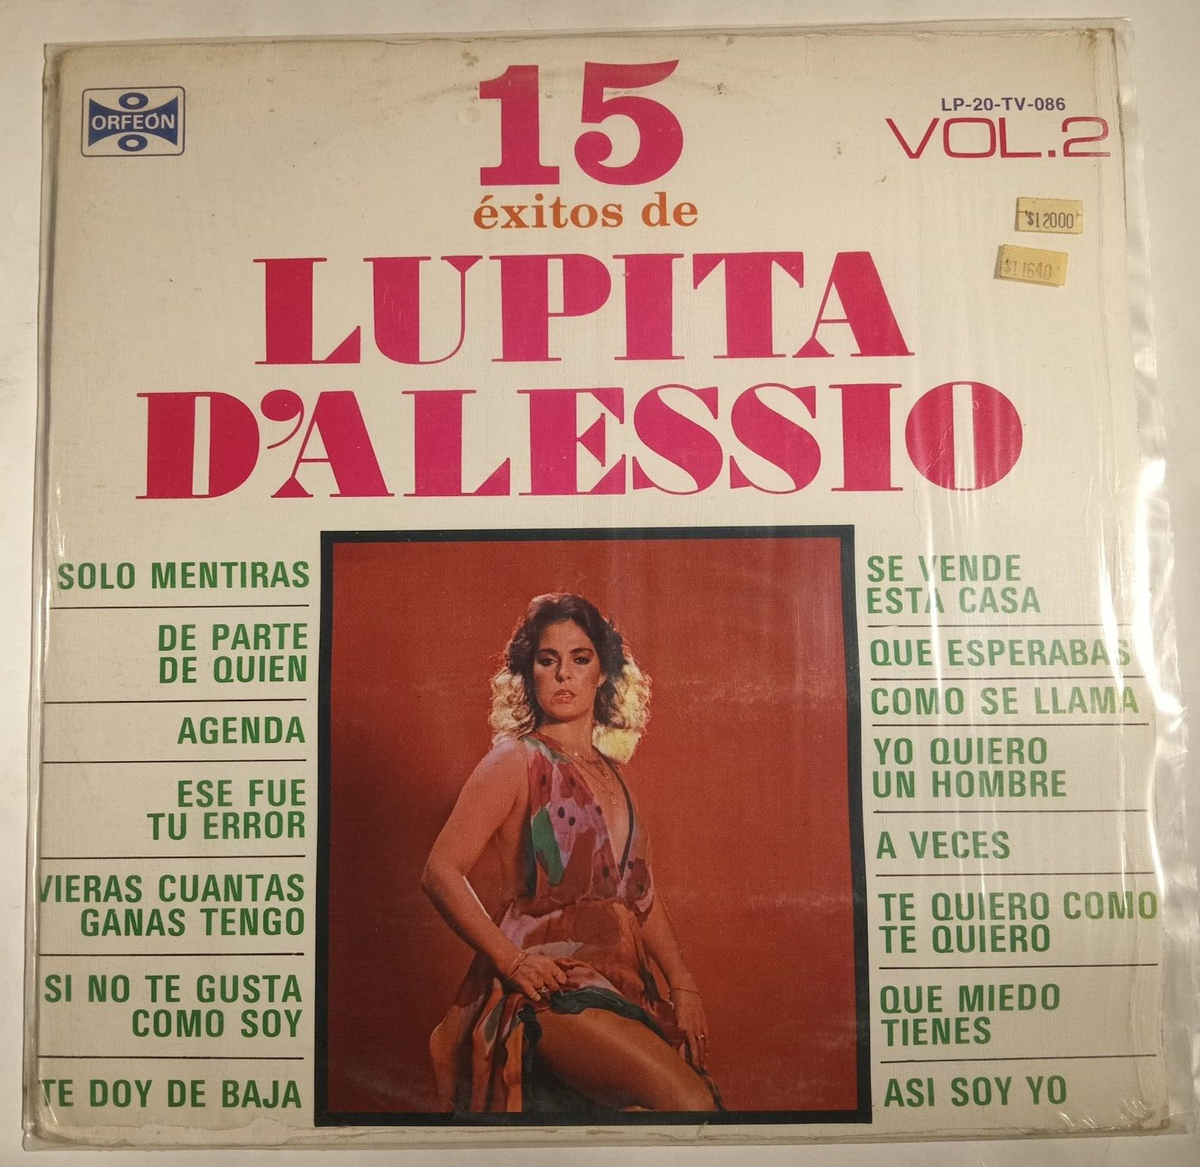 ORFEÓN
LP-20-TV-086
VOL.2
15
éxitos de
LUPITA
D'ALESSIO
$12000
$11640
SOLO MENTIRAS
DE PARTE
DE QUIEN
AGENDA
ESE FUE
TU ERROR
VIERAS CUANTAS
GANAS TENGO
SI NO TE GUSTA
COMO SOY
TE DOY DE BAJA
SE VENDE
ESTA CASA
QUE ESPERABAS
COMO SE LLAMA
YO QUIERO
UN HOMBRE
A VECES
TE QUIERO COMO
TE QUIERO
QUE MIEDO
TIENES
ASI SOY YO